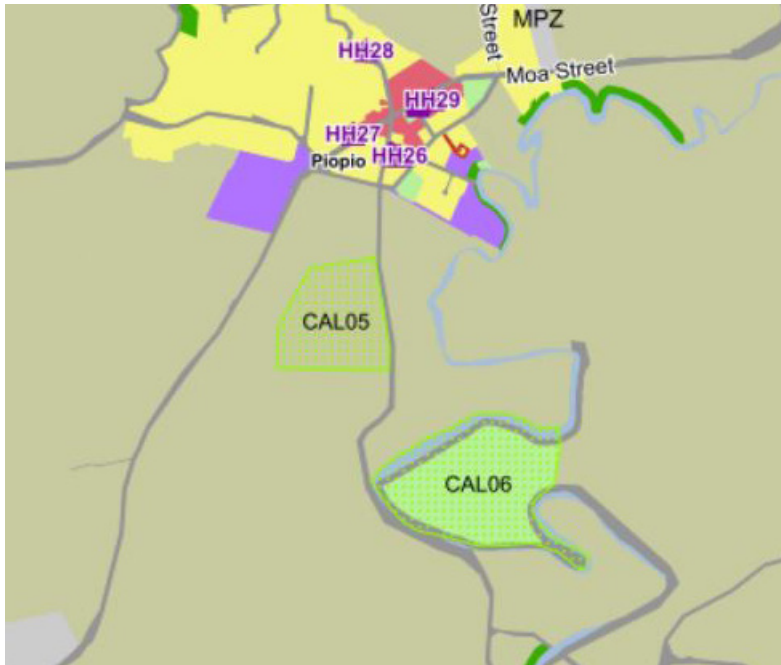 MPZ
Street
HH28
Moa Street
HH29
HH27
HH26
Piopio
CAL05
CAL06